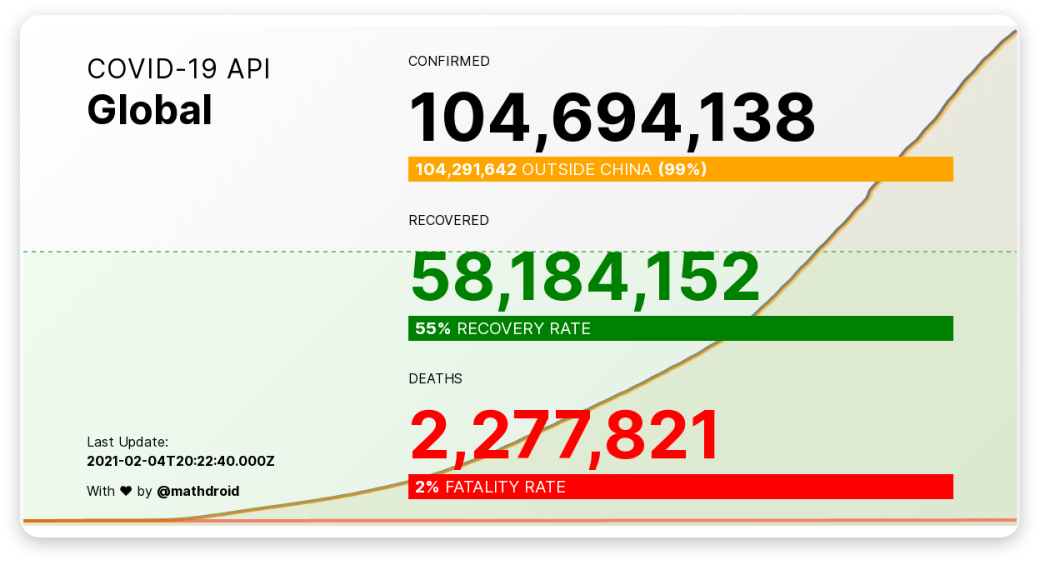 COVID-19 API
Global
CONFIRMED
104,694,138
104,291,642 OUTSIDE CHINA (99%)
RECOVERED
58,184,152
55% RECOVERY RATE
DEATHS
2,277,821
2% FATALITY RATE
Last Update:
2021-02-04T20:22:40.000Z
With ♥ by @mathdroid